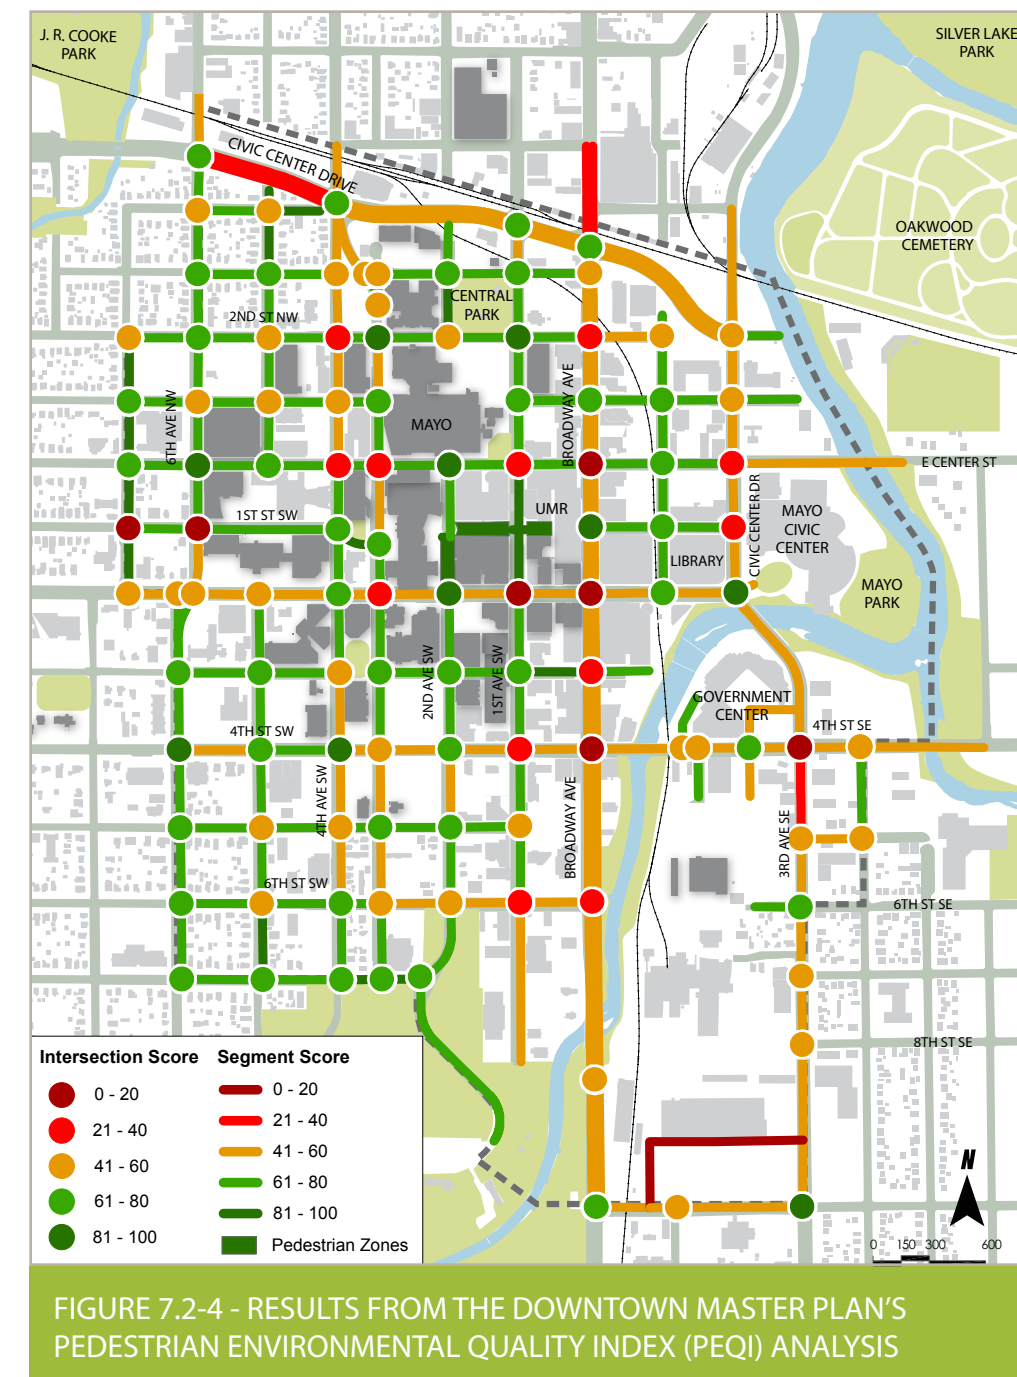 J. R. COOKE
PARK
SILVER LAKE
PARK
CIVIC CENTER DRIVE
OAKWOOD
CEMETERY
CENTRAL
PARK
2ND ST NW
6TH AVE NW
BROADWAY AVE
MAYO
E CENTER ST
1ST ST SW
UMR
CIVIC CENTER DR
MAYO
CIVIC
CENTER
LIBRARY
MAYO
PARK
2ND AVE SW
1ST AVE SW
GOVERNMENT
CENTER
4TH ST SW
4TH ST SE
4TH AVE SW
BROADWAY AVE
3RD AVE SE
6TH ST SW
6TH ST SE
8TH ST SE
Intersection Score
0 - 20
21 - 40
41 - 60
61 - 80
81 - 100
Segment Score
0 - 20
21 - 40
41 - 60
61 - 80
81 - 100
Pedestrian Zones
N
0 150 300 600
FIGURE 7.2-4 - RESULTS FROM THE DOWNTOWN MASTER PLAN'S
PEDESTRIAN ENVIRONMENTAL QUALITY INDEX (PEQI) ANALYSIS